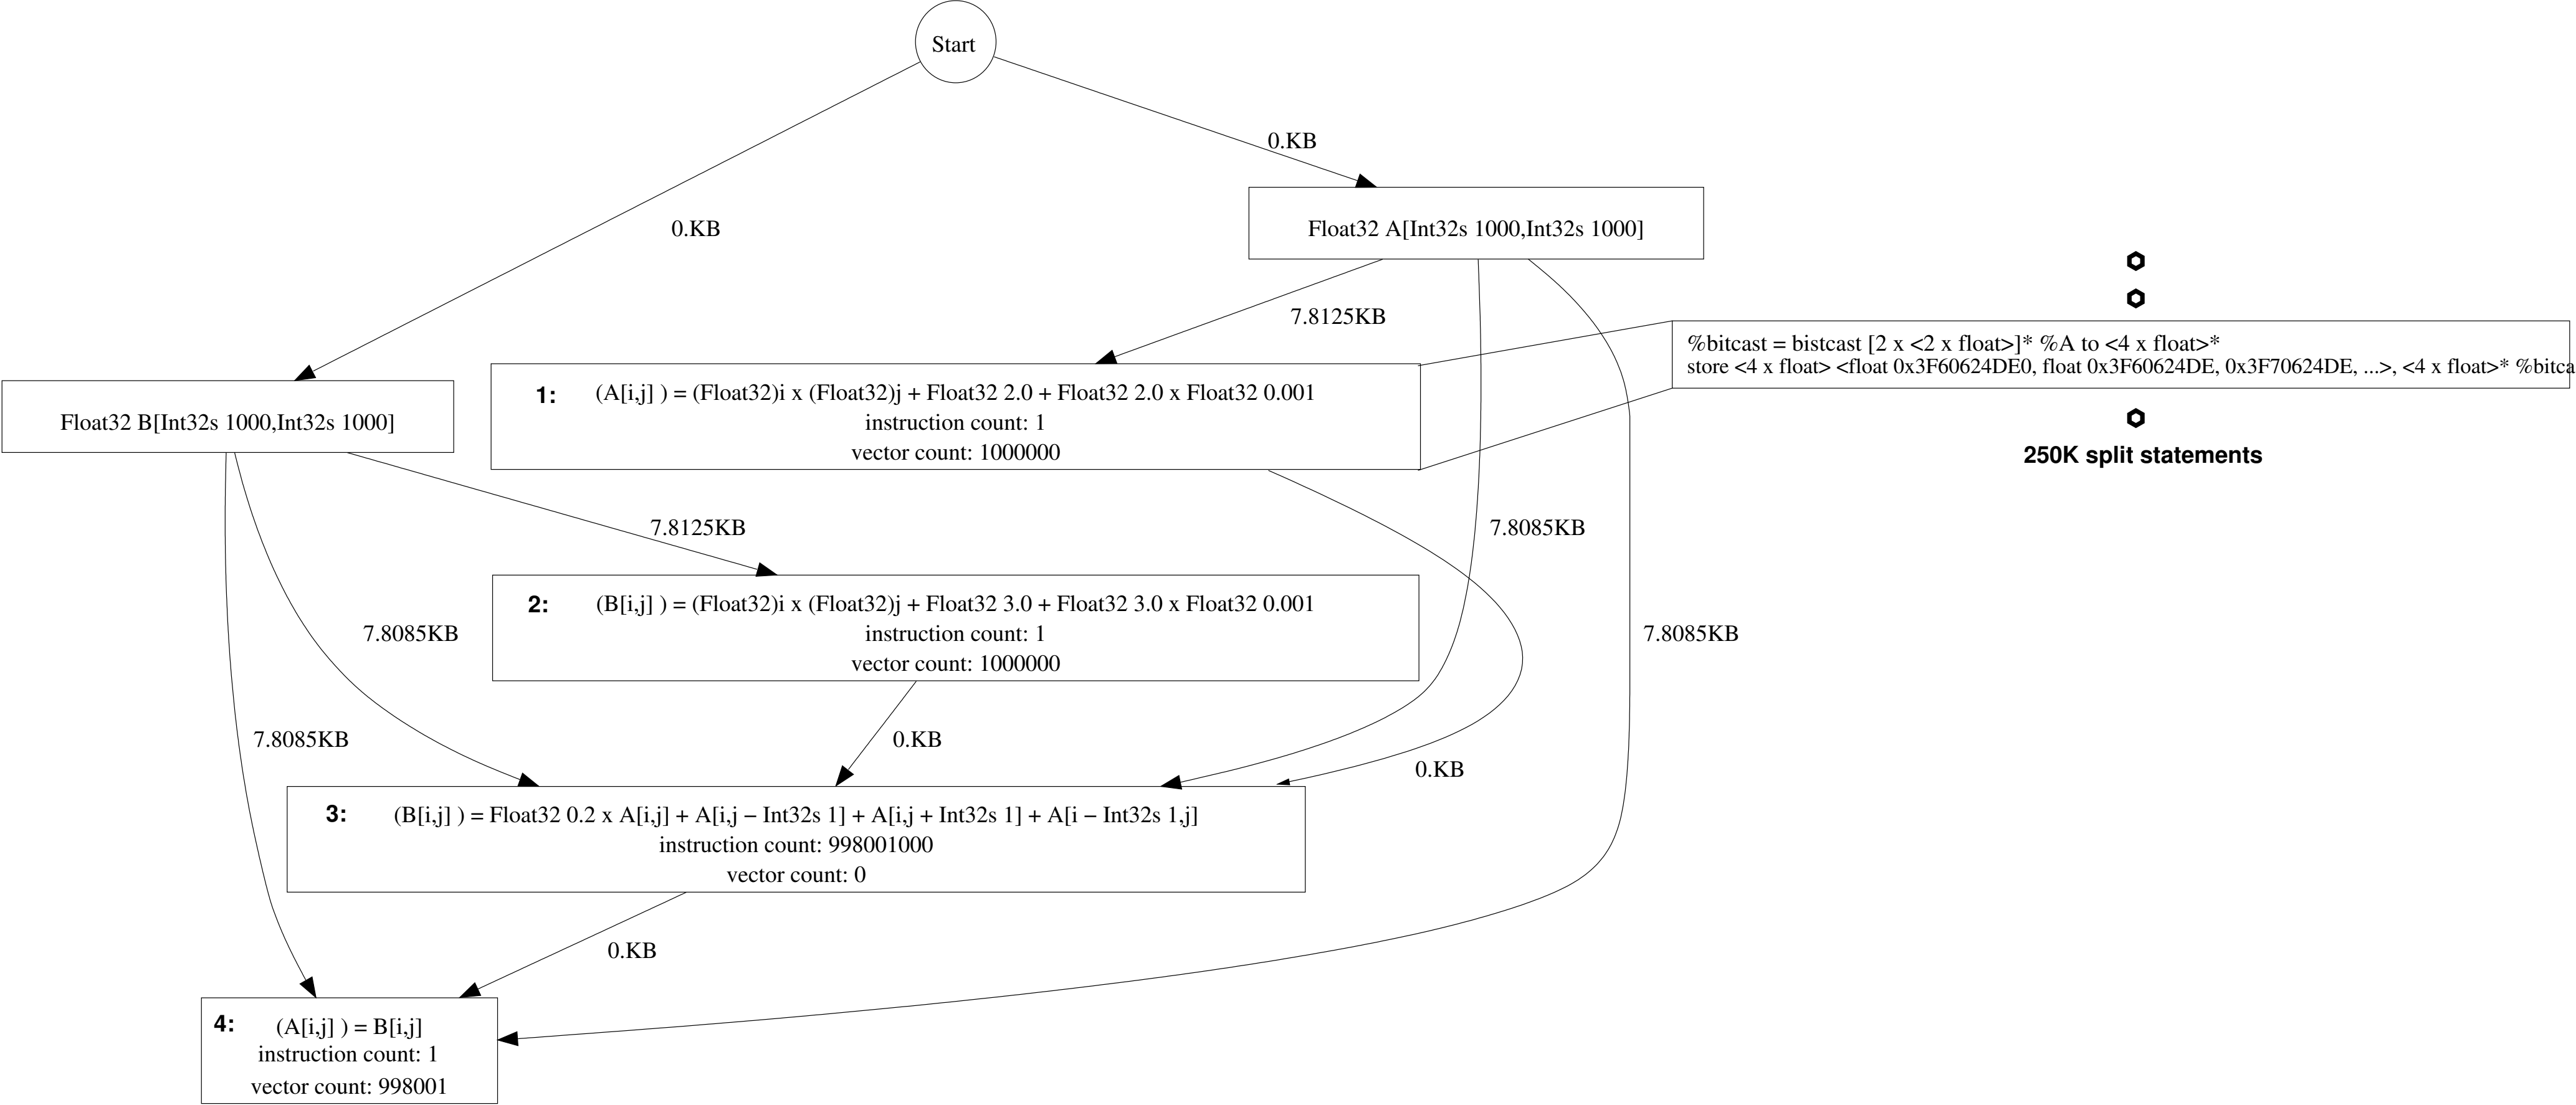 Start
0.KB
0.KB
Float32 A[Int32s 1000,Int32s 1000]
7.8125KB
%bitcast = bistcast [2 x <2 x float>]* %A to <4 x float>*
store <4 x float> <float 0x3F60624DE0, float 0x3F60624DE, 0x3F70624DE, ...>, <4 x float>* %bitca
250K split statements
Float32 B[Int32s 1000,Int32s 1000]
1: (A[i,j] ) = (Float32)i x (Float32)j + Float32 2.0 + Float32 2.0 x Float32 0.001
instruction count: 1
vector count: 1000000
7.8125KB
7.8085KB
2: (B[i,j] ) = (Float32)i x (Float32)j + Float32 3.0 + Float32 3.0 x Float32 0.001
instruction count: 1
vector count: 1000000
7.8085KB
7.8085KB
7.8085KB
0.KB
0.KB
3: (B[i,j] ) = Float32 0.2 x A[i,j] + A[i,j − Int32s 1] + A[i,j + Int32s 1] + A[i − Int32s 1,j]
instruction count: 998001000
vector count: 0
0.KB
4: (A[i,j] ) = B[i,j]
instruction count: 1
vector count: 998001